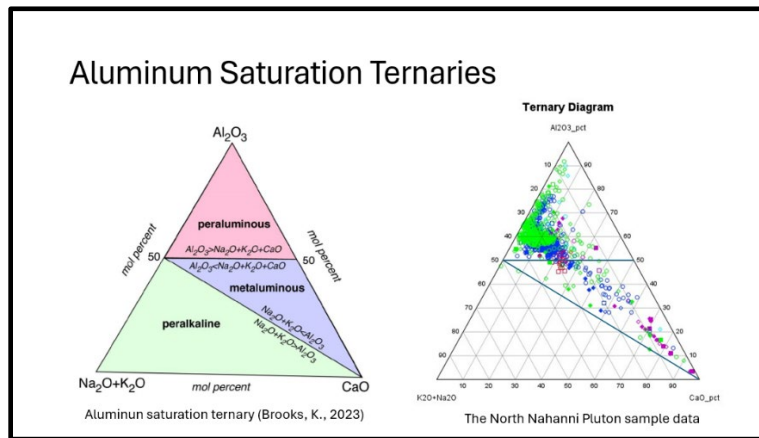 Aluminum Saturation Ternaries
Al2O3
peraluminous
Al2O3>Na2O+K2O+CaO
mol percent
mol percent
50
50
Al2O3<Na2O+K2O+CaO
metaluminous
Na2O+K2O<Al2O3
Na2O+K2O>Al2O3
peralkaline
Na2O+K2O
mol percent
CaO
Aluminun saturation ternary (Brooks, K., 2023)
Ternary Diagram
Al2O3_pct
10 90
20 80
30 70
40 60
50 50
60 40
70 30
80 20
90 10
10 20 30 40 50 60 70 80 90
K2O+Na2O
CaO_pct
The North Nahanni Pluton sample data